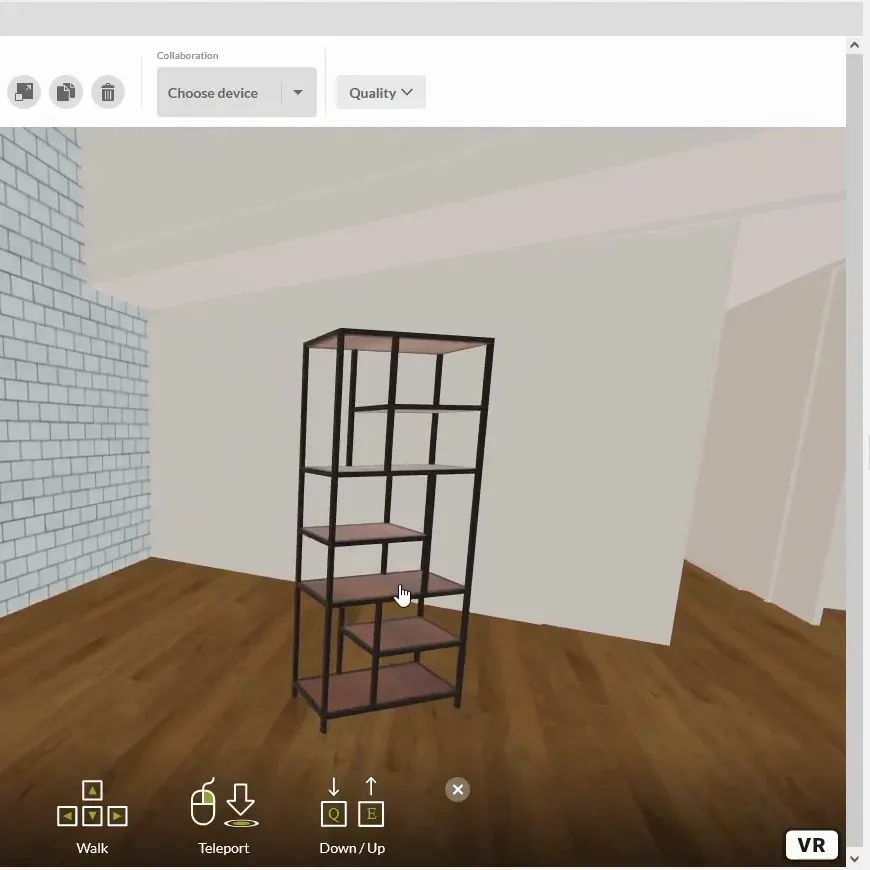 Collaboration
Choose device
Quality
Q
E
Walk
Teleport
Down / Up
VR